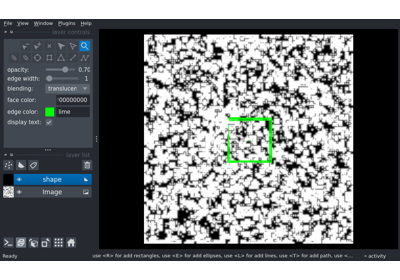 File View Window Plugins Help
layer controls
opacity: 0.70
edge width: 1
blending: translucen
face color: 00000000
edge color: lime
display text:
layer list
shape
Image
Ready
use <R> for add rectangles, use <E> for add ellipses, use <L> for add lines, use <T> for add path, use <...
activity